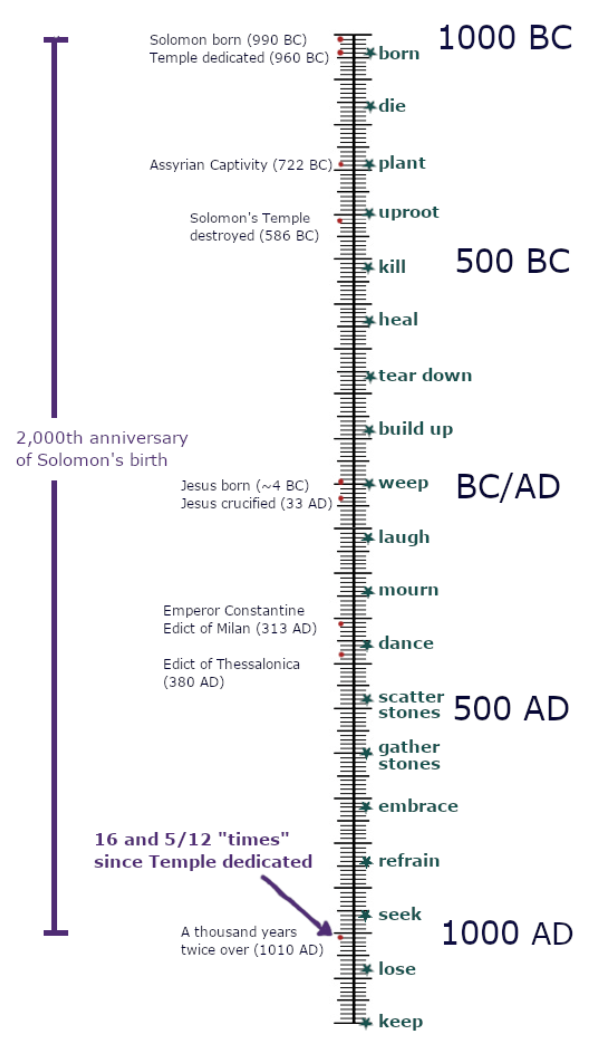 1000 BC
Solomon born (990 BC)
Temple dedicated (960 BC)
born
die
Assyrian Captivity (722 BC)
plant
Solomon's Temple
destroyed (586 BC)
uproot
500 BC
kill
heal
tear down
build up
2,000th anniversary
of Solomon's birth
Jesus born (~4 BC)
Jesus crucified (33 AD)
weep
BC/AD
laugh
mourn
Emperor Constantine
Edict of Milan (313 AD)
dance
Edict of Thessalonica
(380 AD)
scatter
stones
500 AD
gather
stones
embrace
16 and 5/12 "times"
since Temple dedicated
refrain
seek
A thousand years
twice over (1010 AD)
1000 AD
lose
keep